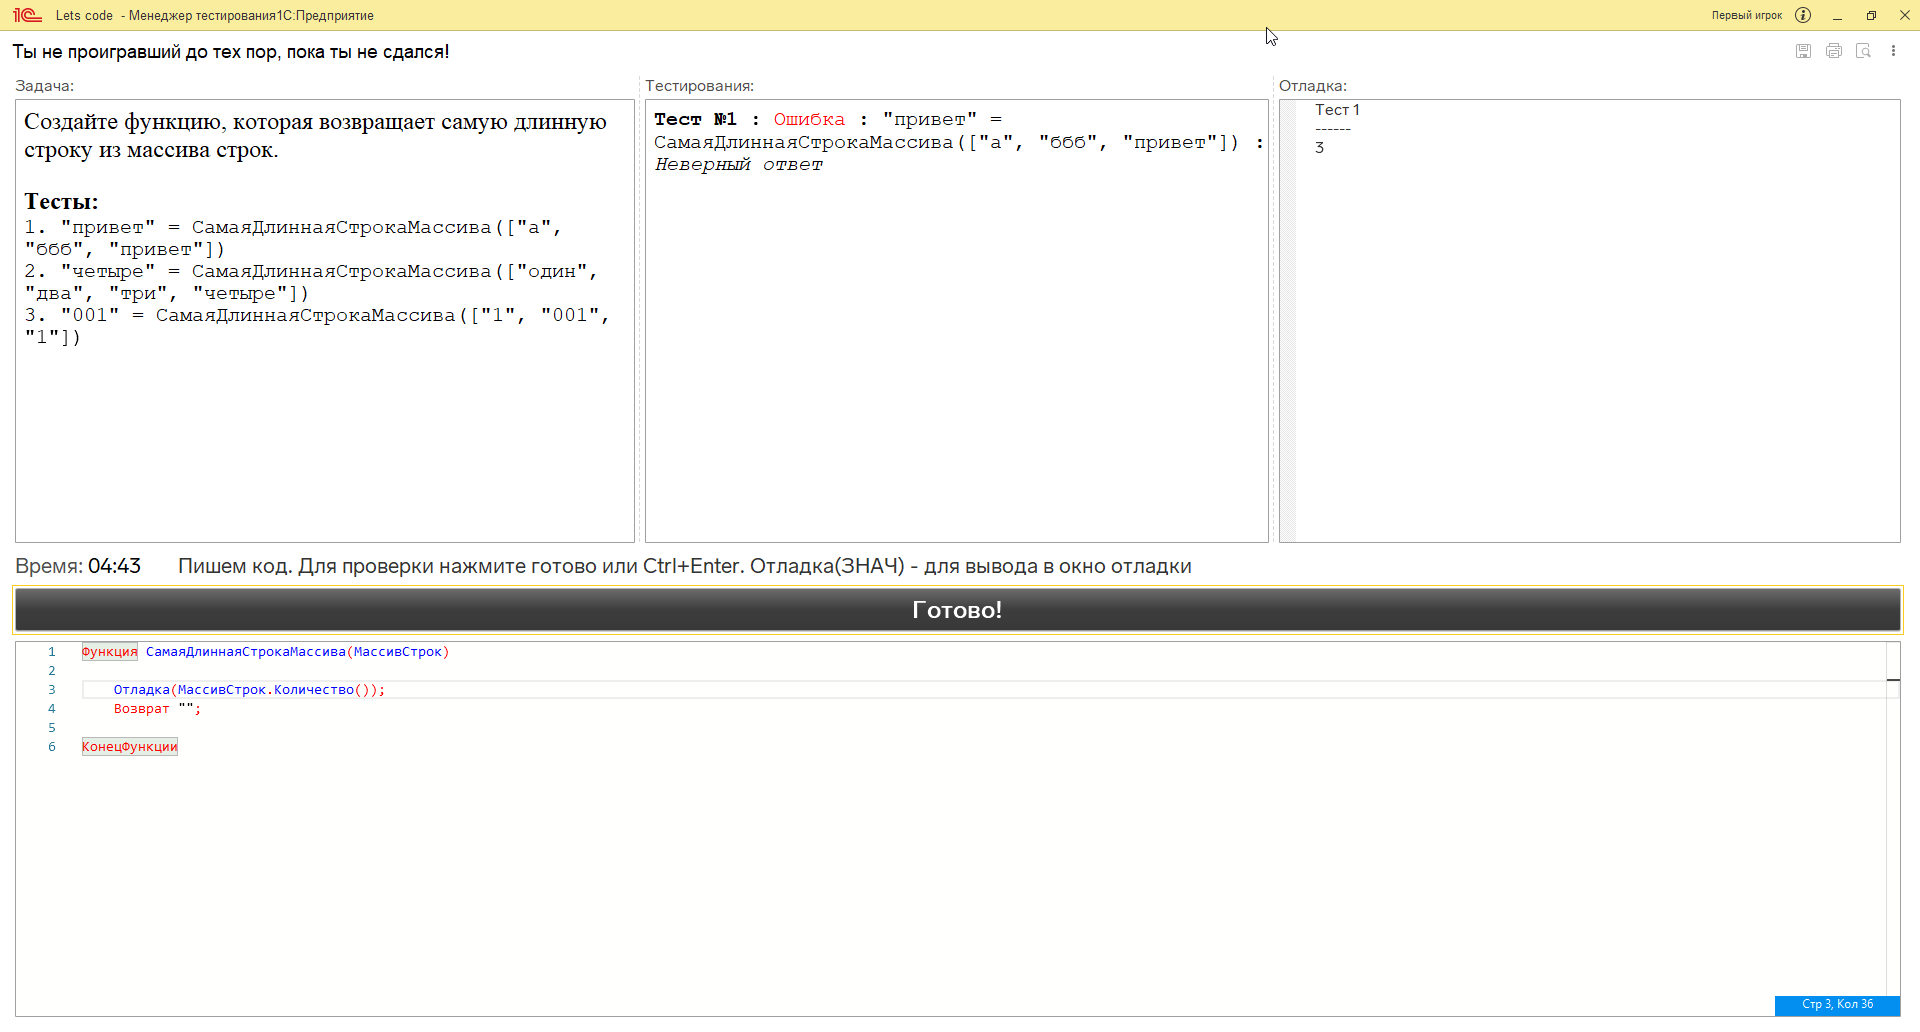 Lets code - Менеджер тестирования1С:Предприятие
Первый игрок
Ты не проигравший до тех пор, пока ты не сдался!
Задача:
Создайте функцию, которая возвращает самую длинную
строку из массива строк.
Тесты:
1. "привет" = СамаяДлиннаяСтрокаМассива(["а",
"ббб", "привет"])
2. "четыре" = СамаяДлиннаяСтрокаМассива(["один",
"два", "три", "четыре"])
3. "001" = СамаяДлиннаяСтрокаМассива(["1", "001",
"1"])
Тестирования:
Тест №1 : Ошибка : "привет" =
СамаяДлиннаяСтрокаМассива(["а", "ббб", "привет"]) :
Неверный ответ
Отладка:
Тест 1
------
3
Время: 04:43 Пишем код. Для проверки нажмите готово или Ctrl+Enter. Отладка(ЗНАЧ) - для вывода в окно отладки
Готово!
1 Функция СамаяДлиннаяСтрокаМассива(МассивСтрок)
2
3 Отладка(МассивСтрок.Количество());
4 Возврат "";
5
6 КонецФункции
Стр 3, Кол 36